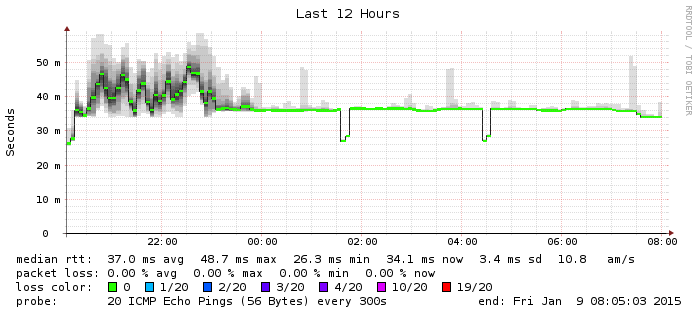 Last 12 Hours
RRDTOOL / TOBI OETIKER
Seconds
50 m
40 m
30 m
20 m
10 m
0
22:00 00:00 02:00 04:00 06:00 08:00
median rtt: 37.0 ms avg 48.7 ms max 26.3 ms min 34.1 ms now 3.4 ms sd 10.8 am/s
packet loss: 0.00 % avg 0.00 % max 0.00 % min 0.00 % now
loss color: 0 1/20 2/20 3/20 4/20 10/20 19/20
probe: 20 ICMP Echo Pings (56 Bytes) every 300s end: Fri Jan 9 08:05:03 2015